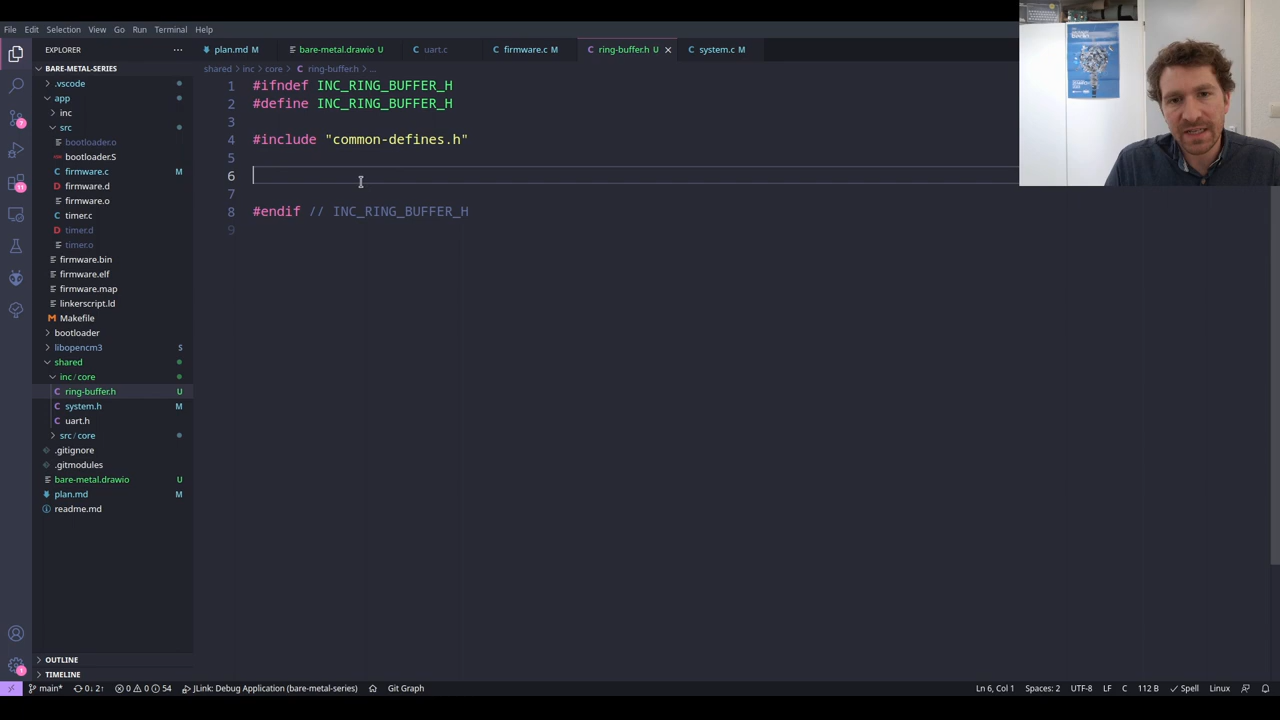 File Edit Selection View Go Run Terminal Help
EXPLORER
plan.md M
bare-metal.drawio U
uart.c
firmware.c M
ring-buffer.h U
system.c M
shared > inc > core > ring-buffer.h > ...
BARE-METAL-SERIES
.vscode
app
inc
src
bootloader.o
bootloader.S
firmware.c M
firmware.d
firmware.o
timer.c
timer.d
timer.o
firmware.bin
firmware.elf
firmware.map
linkerscript.ld
Makefile
bootloader
libopencm3 S
shared
inc / core
ring-buffer.h U
system.h M
uart.h
src / core
.gitignore
.gitmodules
bare-metal.drawio U
plan.md M
readme.md
OUTLINE
TIMELINE
1 #ifndef INC_RING_BUFFER_H
2 #define INC_RING_BUFFER_H
3
4 #include "common-defines.h"
5
6
7
8 #endif // INC_RING_BUFFER_H
9
main* 0↓ 2↑ 0 0 54 JLink: Debug Application (bare-metal-series) Git Graph Ln 6, Col 1 Spaces: 2 UTF-8 LF C 112 B Spell Linux